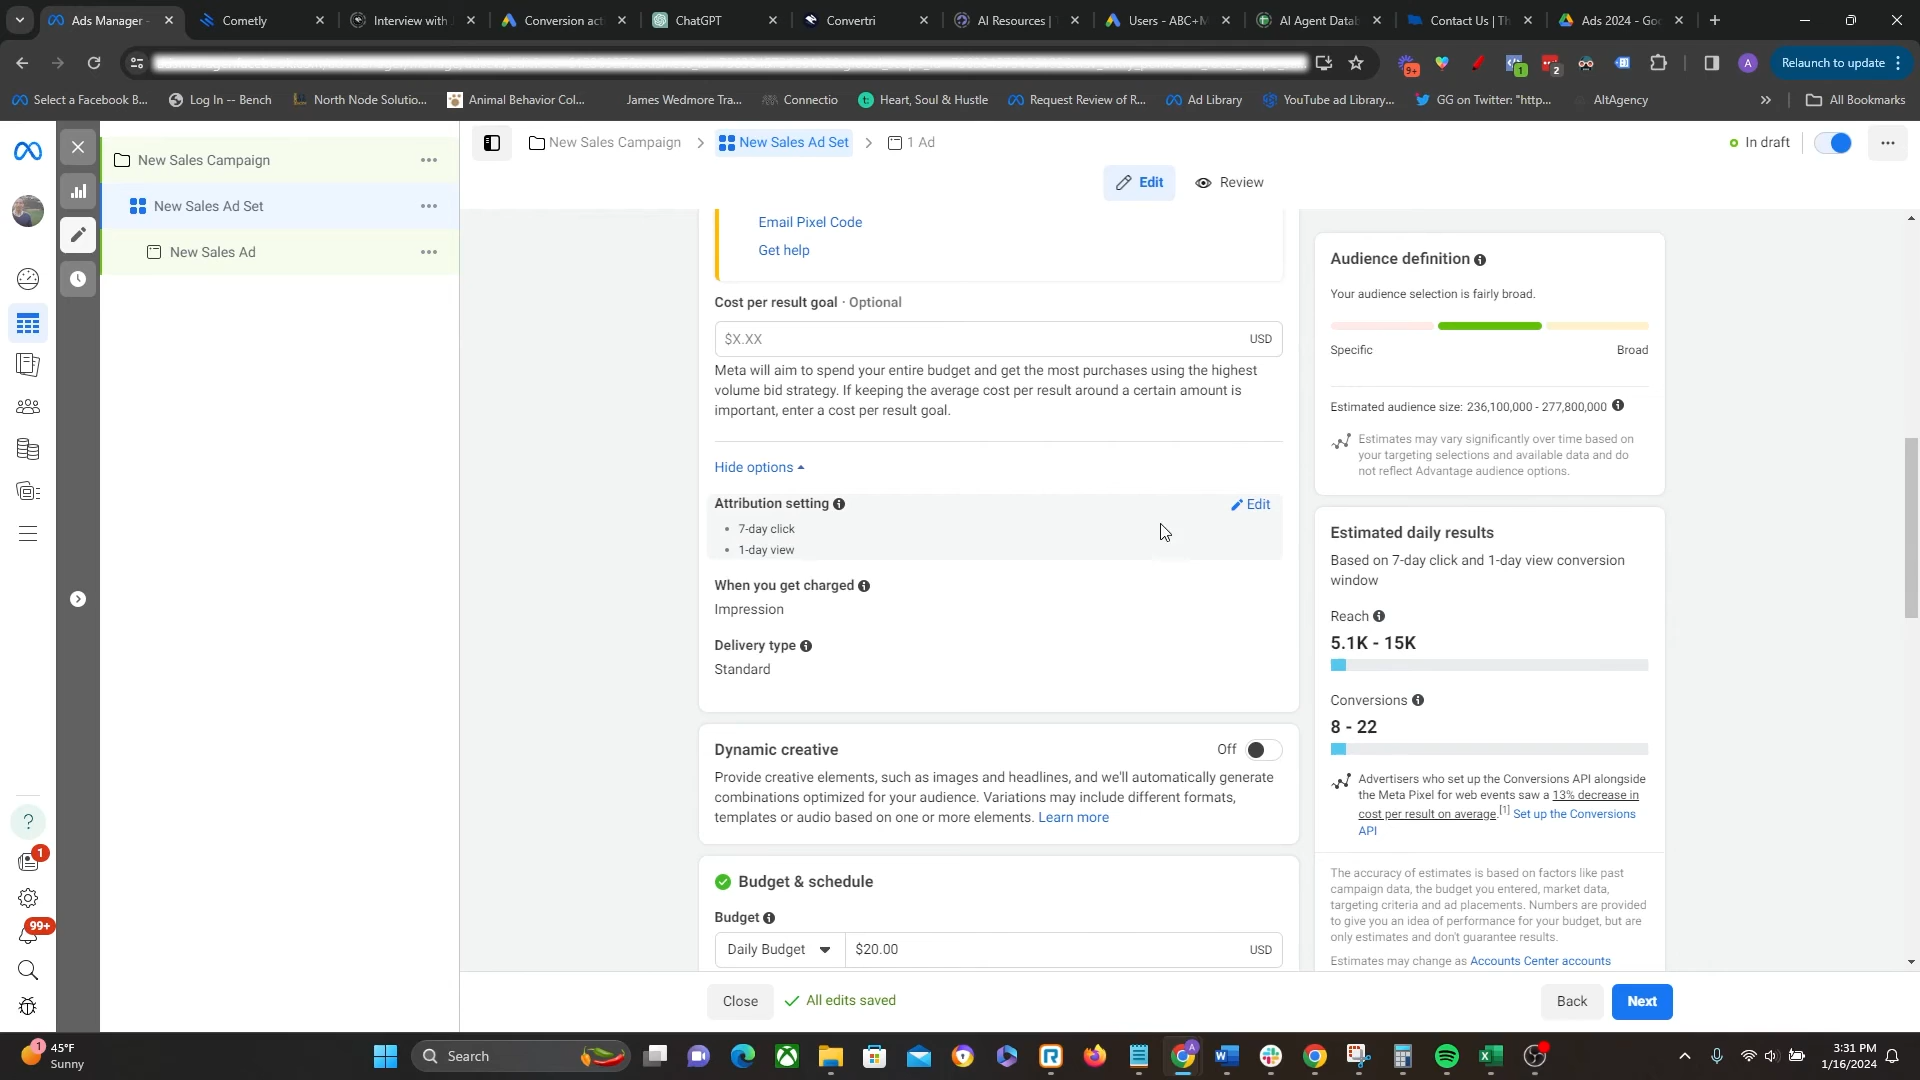 Ads Manager -
Cometly
Interview with
Conversion act
ChatGPT
Convertri
AI Resources |
Users - ABC+M
AI Agent Datab
Contact Us | Th
Ads 2024 - Goo
9+
1
2
A
Relaunch to update
Select a Facebook B...
Log In -- Bench
North Node Solutio...
Animal Behavior Col...
James Wedmore Tra...
Connectio
Heart, Soul & Hustle
Request Review of R...
Ad Library
YouTube ad Library...
GG on Twitter: "http...
AltAgency
All Bookmarks
New Sales Campaign
New Sales Ad Set
1 Ad
In draft
Edit
Review
New Sales Campaign
New Sales Ad Set
New Sales Ad
Email Pixel Code
Get help
Cost per result goal · Optional
$X.XX
USD
Meta will aim to spend your entire budget and get the most purchases using the highest
volume bid strategy. If keeping the average cost per result around a certain amount is
important, enter a cost per result goal.
Hide options
Attribution setting
Edit
• 7-day click
• 1-day view
When you get charged
Impression
Delivery type
Standard
Dynamic creative
Off
Provide creative elements, such as images and headlines, and we'll automatically generate
combinations optimized for your audience. Variations may include different formats,
templates or audio based on one or more elements. Learn more
Budget & schedule
Budget
Daily Budget
$20.00
USD
Audience definition
Your audience selection is fairly broad.
Specific
Broad
Estimated audience size: 236,100,000 - 277,800,000
Estimates may vary significantly over time based on
your targeting selections and available data and do
not reflect Advantage audience options.
Estimated daily results
Based on 7-day click and 1-day view conversion
window
Reach
5.1K - 15K
Conversions
8 - 22
Advertisers who set up the Conversions API alongside
the Meta Pixel for web events saw a 13% decrease in
cost per result on average.[1] Set up the Conversions
API
The accuracy of estimates is based on factors like past
campaign data, the budget you entered, market data,
targeting criteria and ad placements. Numbers are provided
to give you an idea of performance for your budget, but are
only estimates and don't guarantee results.
Estimates may change as Accounts Center accounts
Close
All edits saved
Back
Next
1
99+
1
45°F
Sunny
Search
3:31 PM
1/16/2024